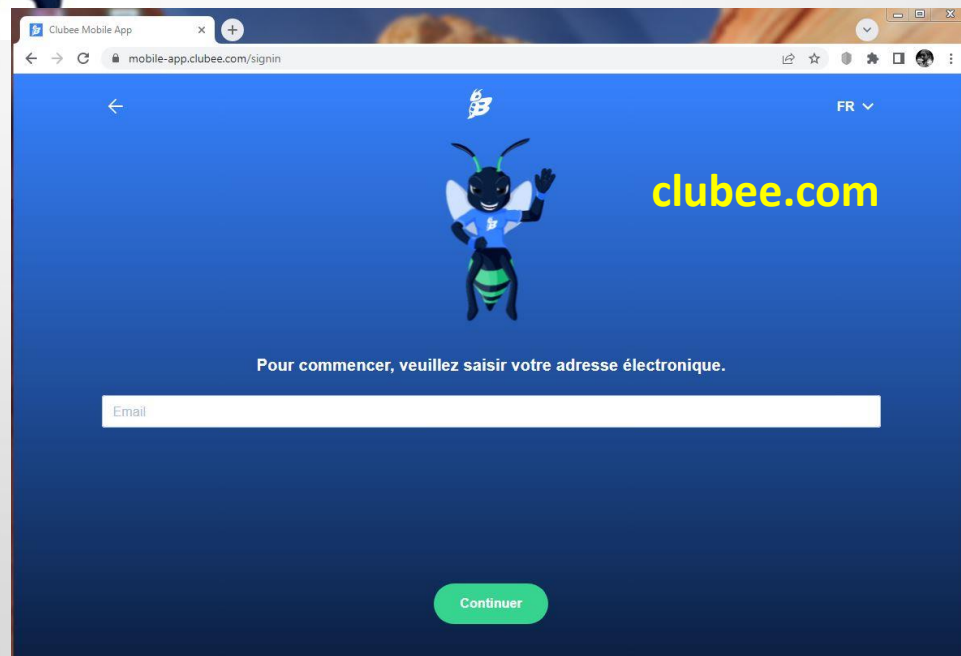 Clubee Mobile App
mobile-app.clubee.com/signin
FR
clubee.com
Pour commencer, veuillez saisir votre adresse électronique.
Email
Continuer